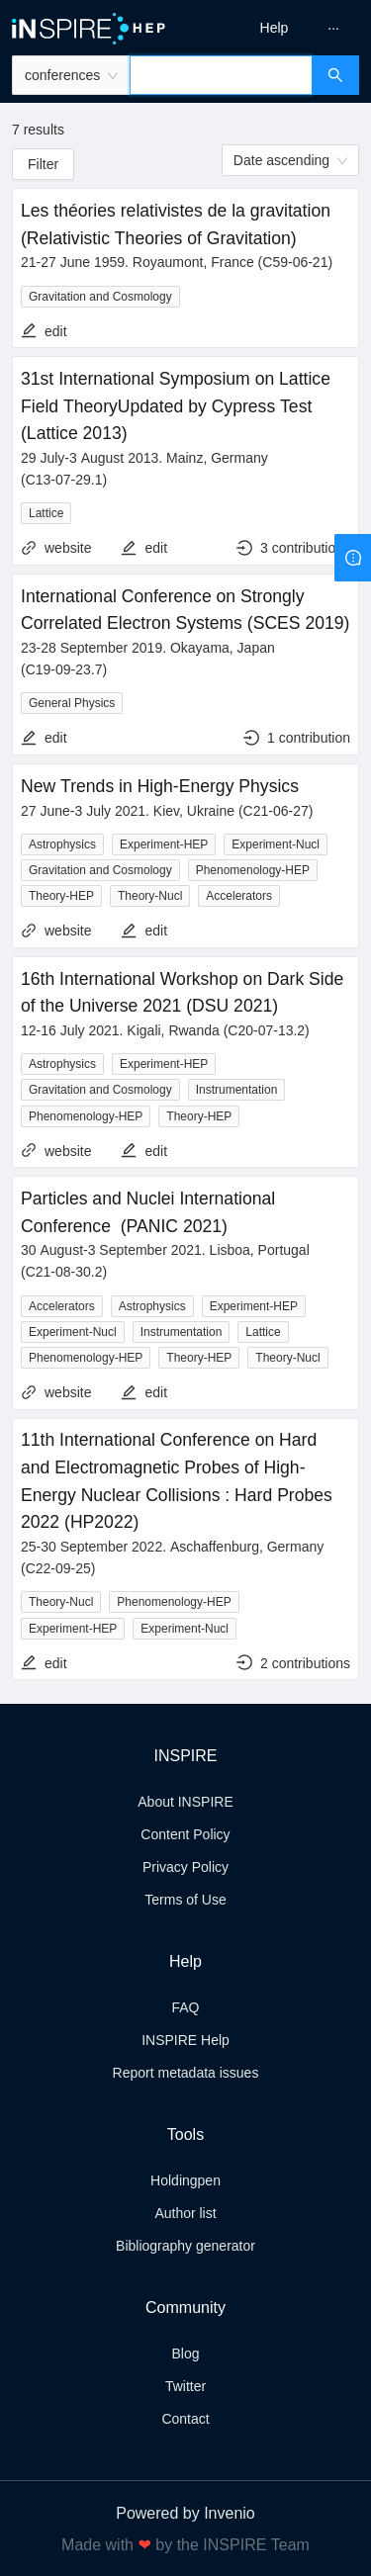 INSPIRE HEP
Help
···
conferences
7 results
Filter
Date ascending
Les théories relativistes de la gravitation
(Relativistic Theories of Gravitation)
21-27 June 1959. Royaumont, France (C59-06-21)
Gravitation and Cosmology
edit
31st International Symposium on Lattice
Field TheoryUpdated by Cypress Test
(Lattice 2013)
29 July-3 August 2013. Mainz, Germany
(C13-07-29.1)
Lattice
website edit 3 contributio
International Conference on Strongly
Correlated Electron Systems (SCES 2019)
23-28 September 2019. Okayama, Japan
(C19-09-23.7)
General Physics
edit 1 contribution
New Trends in High-Energy Physics
27 June-3 July 2021. Kiev, Ukraine (C21-06-27)
Astrophysics Experiment-HEP Experiment-Nucl
Gravitation and Cosmology Phenomenology-HEP
Theory-HEP Theory-Nucl Accelerators
website edit
16th International Workshop on Dark Side
of the Universe 2021 (DSU 2021)
12-16 July 2021. Kigali, Rwanda (C20-07-13.2)
Astrophysics Experiment-HEP
Gravitation and Cosmology Instrumentation
Phenomenology-HEP Theory-HEP
website edit
Particles and Nuclei International
Conference (PANIC 2021)
30 August-3 September 2021. Lisboa, Portugal
(C21-08-30.2)
Accelerators Astrophysics Experiment-HEP
Experiment-Nucl Instrumentation Lattice
Phenomenology-HEP Theory-HEP Theory-Nucl
website edit
11th International Conference on Hard
and Electromagnetic Probes of High-
Energy Nuclear Collisions : Hard Probes
2022 (HP2022)
25-30 September 2022. Aschaffenburg, Germany
(C22-09-25)
Theory-Nucl Phenomenology-HEP
Experiment-HEP Experiment-Nucl
edit 2 contributions
INSPIRE
About INSPIRE
Content Policy
Privacy Policy
Terms of Use
Help
FAQ
INSPIRE Help
Report metadata issues
Tools
Holdingpen
Author list
Bibliography generator
Community
Blog
Twitter
Contact
Powered by Invenio
Made with ❤ by the INSPIRE Team